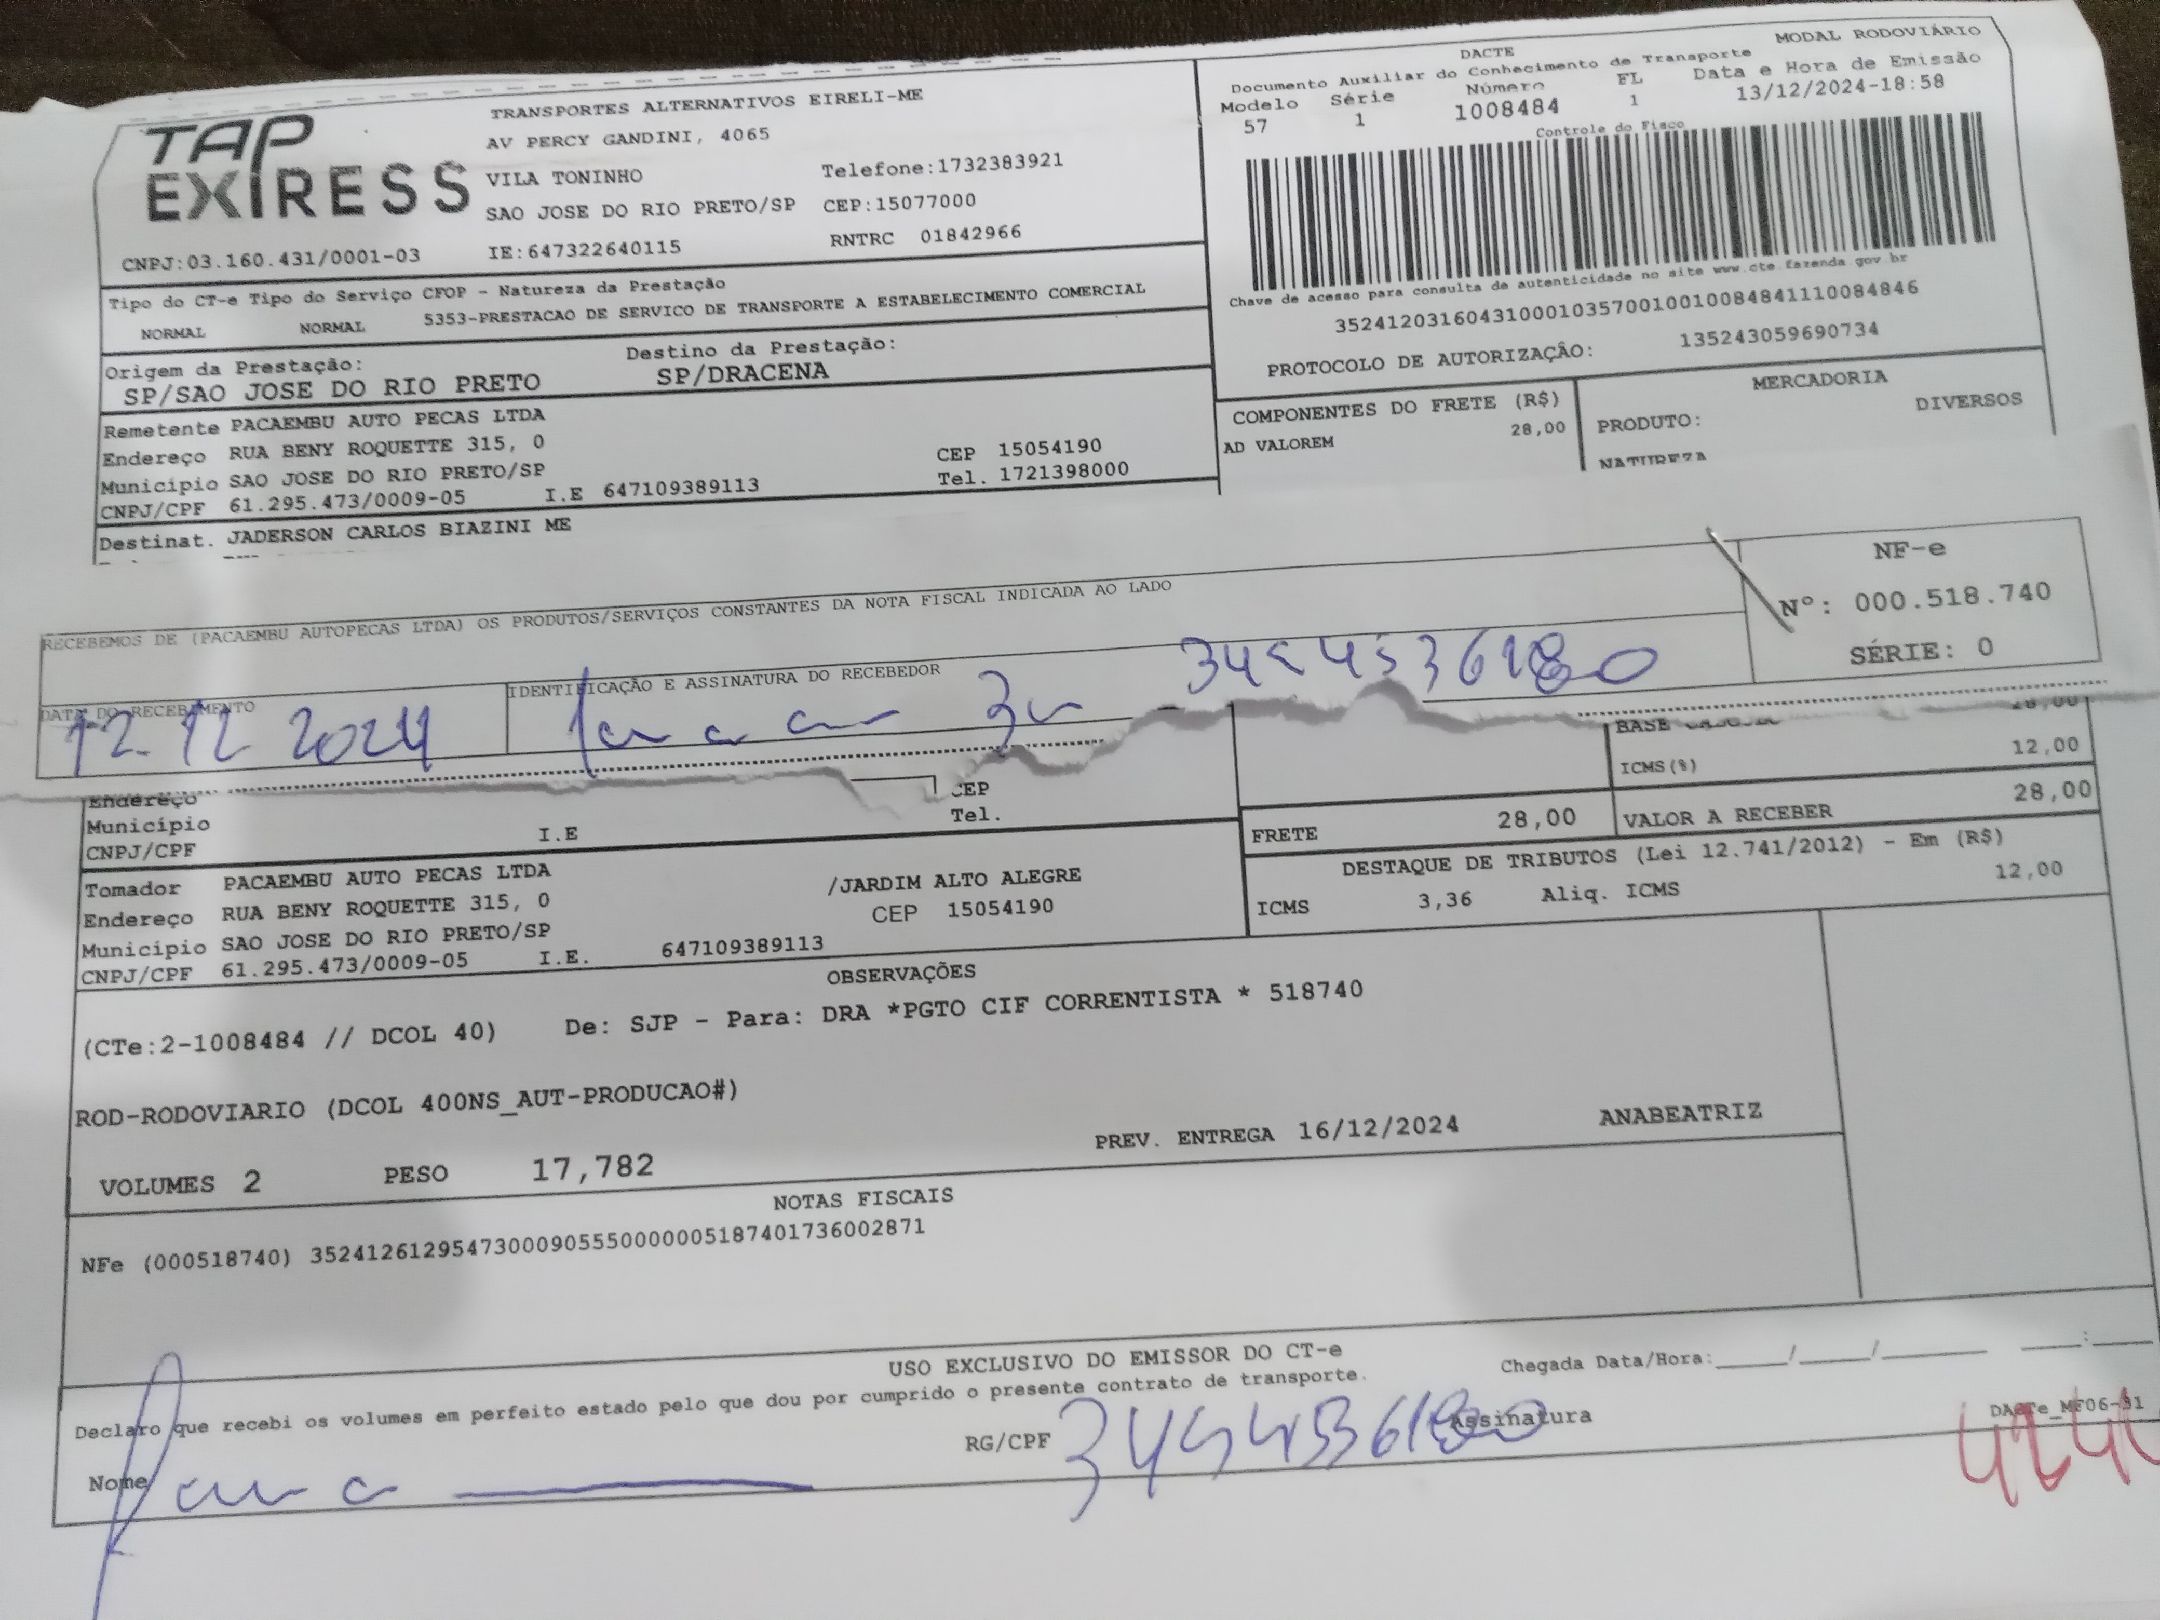 TAP EXPRESS
TRANSPORTES ALTERNATIVOS EIRELI-ME
AV PERCY GANDINI, 4065
VILA TONINHO Telefone:1732383921
SAO JOSE DO RIO PRETO/SP CEP:15077000
CNPJ:03.160.431/0001-03 IE:647322640115 RNTRC 01842966
DACTE MODAL RODOVIÁRIO
Documento Auxiliar do Conhecimento de Transporte
Modelo Série Número FL Data e Hora de Emissão
57 1 1008484 1 13/12/2024-18:58
Controle do Fisco
Chave de acesso para consulta de autenticidade no site www.cte.fazenda.gov.br
35241203160431000103570010010084841110084846
PROTOCOLO DE AUTORIZAÇÂO: 135243059690734
Tipo do CT-e Tipo do Serviço CFOP - Natureza da Prestação
NORMAL NORMAL 5353-PRESTACAO DE SERVICO DE TRANSPORTE A ESTABELECIMENTO COMERCIAL
Origem da Prestação: Destino da Prestação:
SP/SAO JOSE DO RIO PRETO SP/DRACENA
Remetente PACAEMBU AUTO PECAS LTDA
Endereço RUA BENY ROQUETTE 315, 0 CEP 15054190
Município SAO JOSE DO RIO PRETO/SP Tel. 1721398000
CNPJ/CPF 61.295.473/0009-05 I.E 647109389113
Destinat. JADERSON CARLOS BIAZINI ME
COMPONENTES DO FRETE (R$)
AD VALOREM 28,00
MERCADORIA
PRODUTO: DIVERSOS
NATUREZA
RECEBEMOS DE (PACAEMBU AUTOPECAS LTDA) OS PRODUTOS/SERVIÇOS CONSTANTES DA NOTA FISCAL INDICADA AO LADO
NF-e
Nº: 000.518.740
SÉRIE: 0
DATA DO RECEBIMENTO IDENTIFICAÇÃO E ASSINATURA DO RECEBEDOR
12.12 2024 3454536180
Endereço CEP
Município Tel.
CNPJ/CPF I.E
BASE 28,00
ICMS(%) 12,00
FRETE 28,00 VALOR A RECEBER 28,00
DESTAQUE DE TRIBUTOS (Lei 12.741/2012) - Em (R$)
ICMS 3,36 Aliq. ICMS 12,00
Tomador PACAEMBU AUTO PECAS LTDA
Endereço RUA BENY ROQUETTE 315, 0 /JARDIM ALTO ALEGRE
Município SAO JOSE DO RIO PRETO/SP CEP 15054190
CNPJ/CPF 61.295.473/0009-05 I.E. 647109389113
OBSERVAÇÕES
(CTe:2-1008484 // DCOL 40) De: SJP - Para: DRA *PGTO CIF CORRENTISTA * 518740
ROD-RODOVIARIO (DCOL 400NS_AUT-PRODUCAO#)
PREV. ENTREGA 16/12/2024 ANABEATRIZ
VOLUMES 2 PESO 17,782
NOTAS FISCAIS
NFe (000518740) 35241261295473000905550000005187401736002871
USO EXCLUSIVO DO EMISSOR DO CT-e
Declaro que recebi os volumes em perfeito estado pelo que dou por cumprido o presente contrato de transporte.
Chegada Data/Hora:____/____/______ ____:____
Nome RG/CPF 34545361800 Assinatura